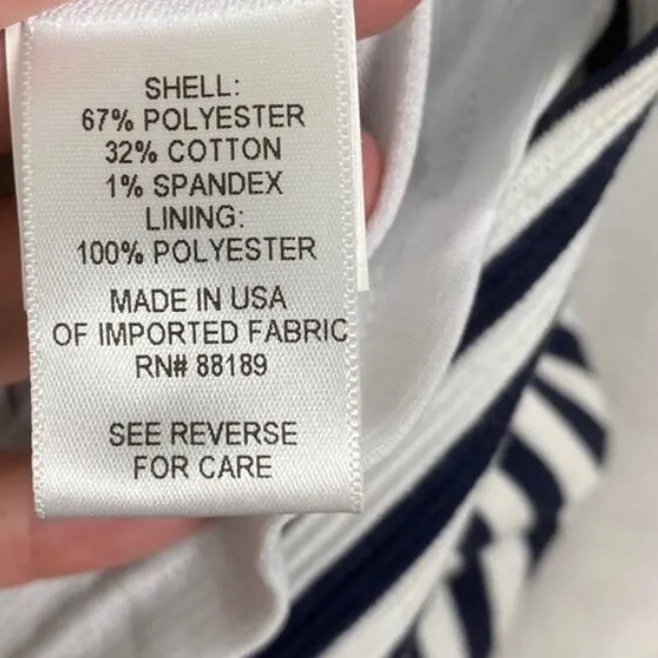 SHELL:
67% POLYESTER
32% COTTON
1% SPANDEX
LINING:
100% POLYESTER
MADE IN USA
OF IMPORTED FABRIC
RN# 88189
SEE REVERSE
FOR CARE